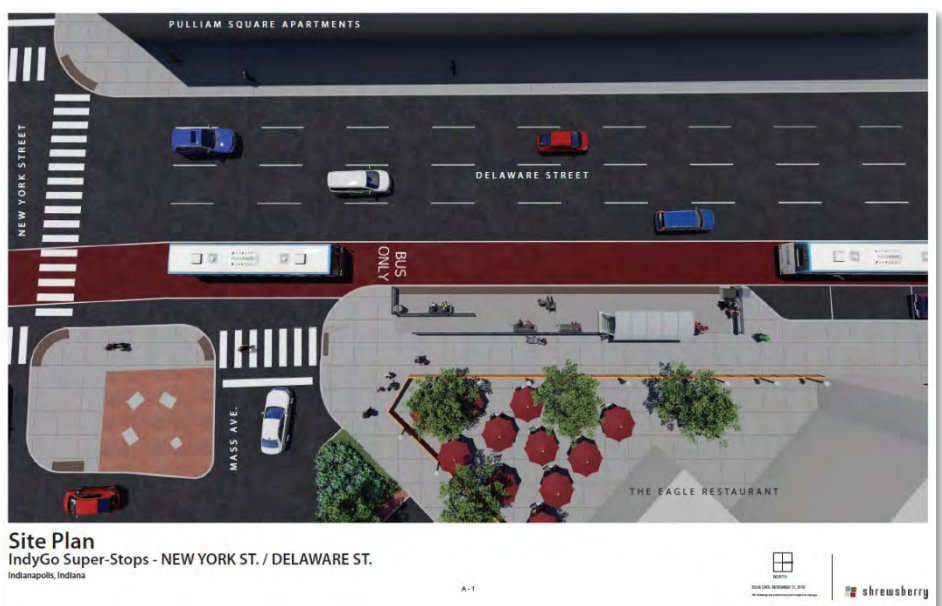 PULLIAM SQUARE APARTMENTS
NEW YORK STREET
DELAWARE STREET
BUS
ONLY
MASS AVE.
THE EAGLE RESTAURANT
Site Plan
IndyGo Super-Stops - NEW YORK ST. / DELAWARE ST.
Indianapolis, Indiana
A - 1
NORTH
shrewsberry